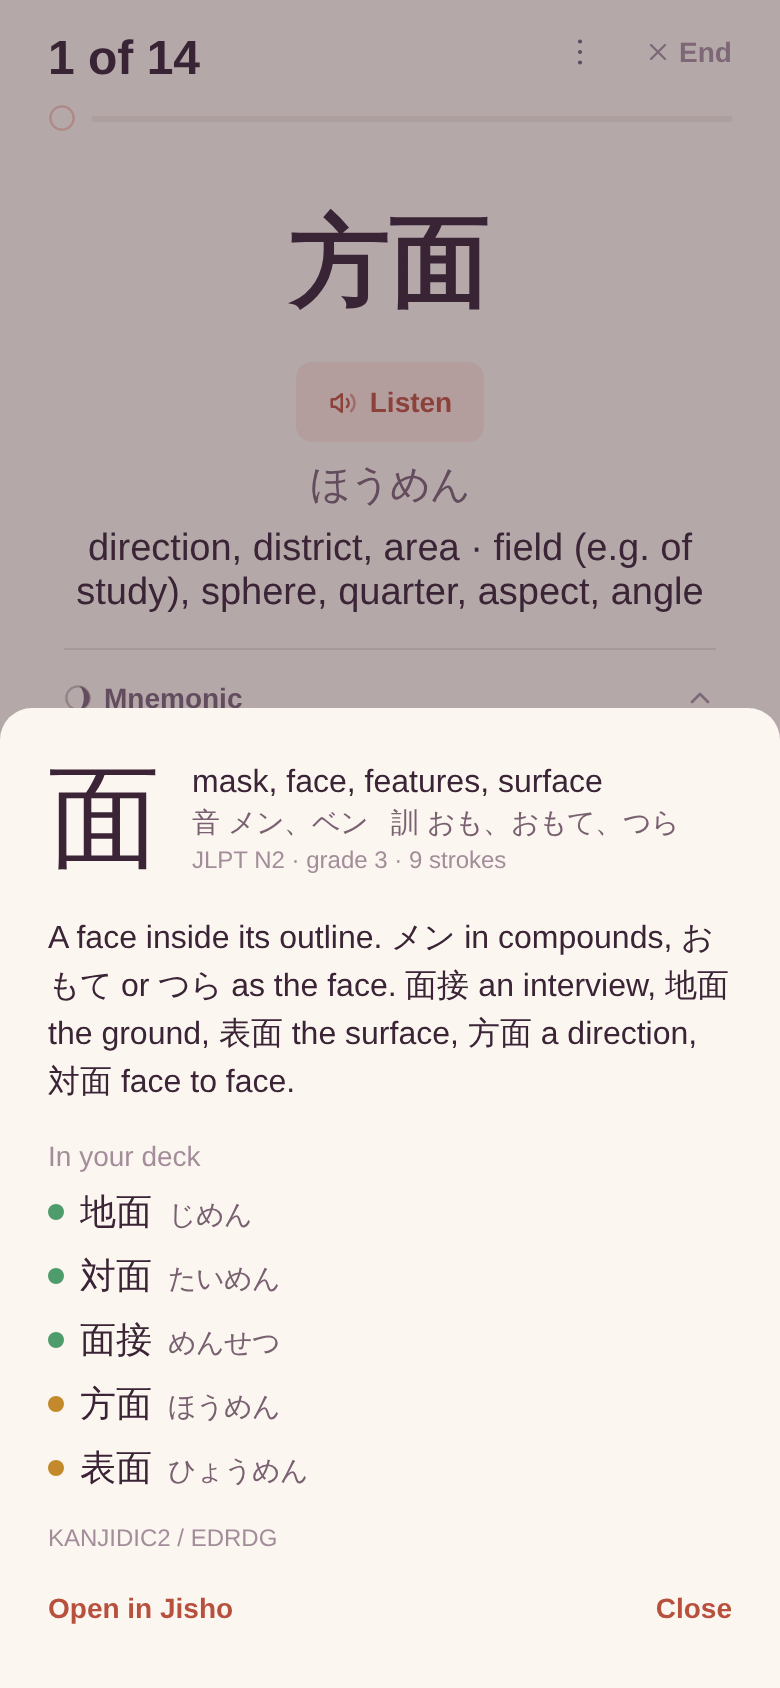 1 of 14
End
方面
Listen
ほうめん
direction, district, area · field (e.g. of
study), sphere, quarter, aspect, angle
Mnemonic
面
mask, face, features, surface
音 メン、ベン 訓 おも、おもて、つら
JLPT N2 · grade 3 · 9 strokes
A face inside its outline. メン in compounds, お
もて or つら as the face. 面接 an interview, 地面
the ground, 表面 the surface, 方面 a direction,
対面 face to face.
In your deck
地面 じめん
対面 たいめん
面接 めんせつ
方面 ほうめん
表面 ひょうめん
KANJIDIC2 / EDRDG
Open in Jisho
Close